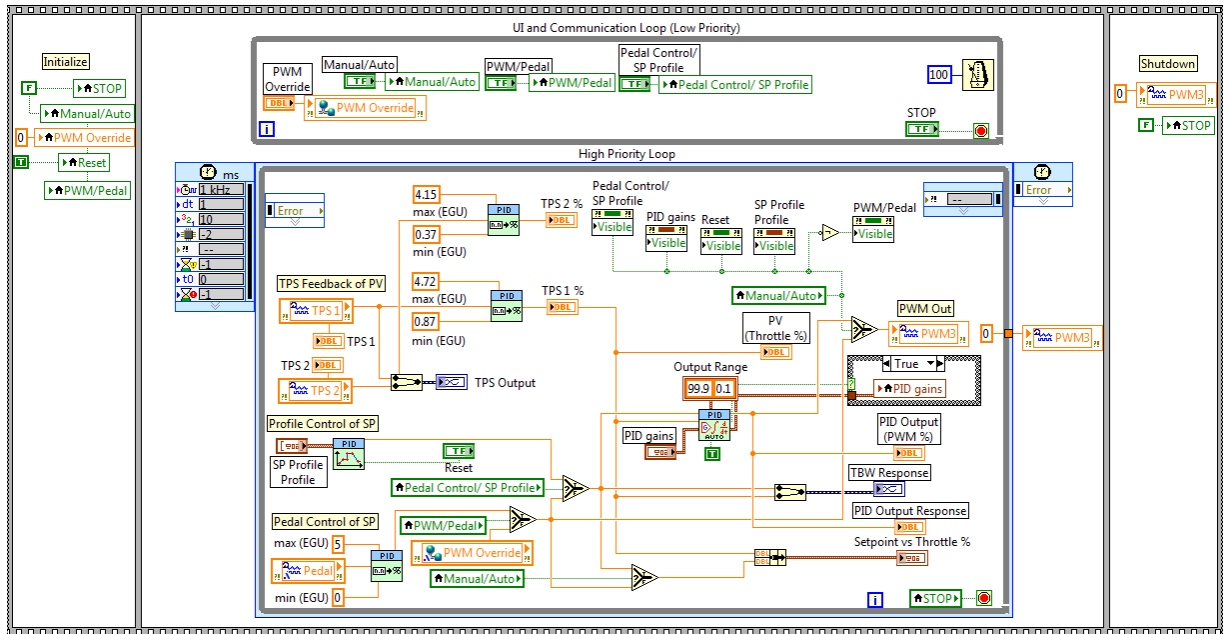 Initialize
F
STOP
Manual/Auto
0
PWM Override
T
Reset
PWM/Pedal
UI and Communication Loop (Low Priority)
PWM
Override
DBL
PWM Override
i
Manual/Auto
TF
Manual/Auto
PWM/Pedal
TF
PWM/Pedal
Pedal Control/
SP Profile
TF
Pedal Control/ SP Profile
100
STOP
TF
Shutdown
0
PWM3
F
STOP
High Priority Loop
ms
1 kHz
dt
1
10
-2
?!
--
-1
t0
0
-1
Error
4.15
max (EGU)
0.37
min (EGU)
PID
n.n→%
TPS 2 %
DBL
Pedal Control/
SP Profile
Visible
PID gains
Visible
Reset
Visible
SP Profile
Profile
Visible
PWM/Pedal
Visible
--
Error
TPS Feedback of PV
TPS 1
DBL
TPS 1
TPS 2
DBL
TPS 2
4.72
max (EGU)
0.87
min (EGU)
PID
n.n→%
TPS 1 %
DBL
TPS Output
Manual/Auto
PV
(Throttle %)
DBL
PWM Out
PWM3
0
PWM3
Output Range
99.9
0.1
PID
AUTO
T
PID gains
True
?
PID gains
PID Output
(PWM %)
DBL
Profile Control of SP
SP Profile
Profile
PID
TF
Reset
Pedal Control/ SP Profile
TBW Response
PID Output Response
DBL
Pedal Control of SP
max (EGU)
5
Pedal
min (EGU)
0
PID
n.n→%
PWM/Pedal
PWM Override
Manual/Auto
Setpoint vs Throttle %
DBL
DBL
i
STOP